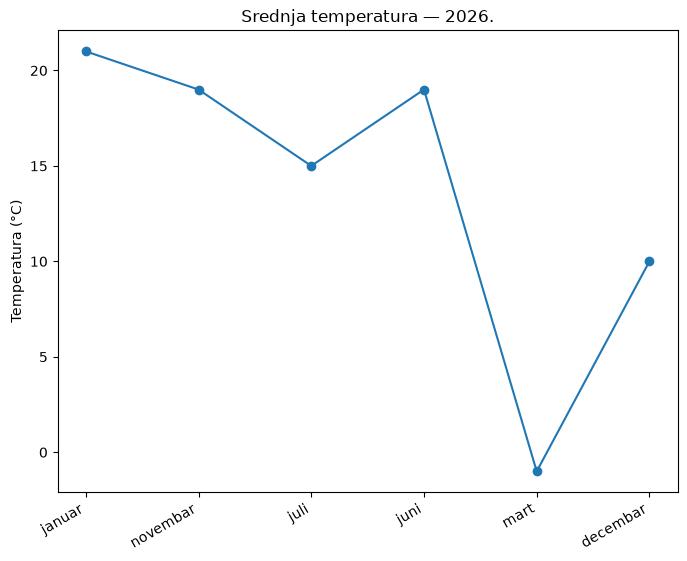 Srednja temperatura — 2026.
Temperatura (°C)
20
15
10
5
0
januar
novembar
juli
juni
mart
decembar